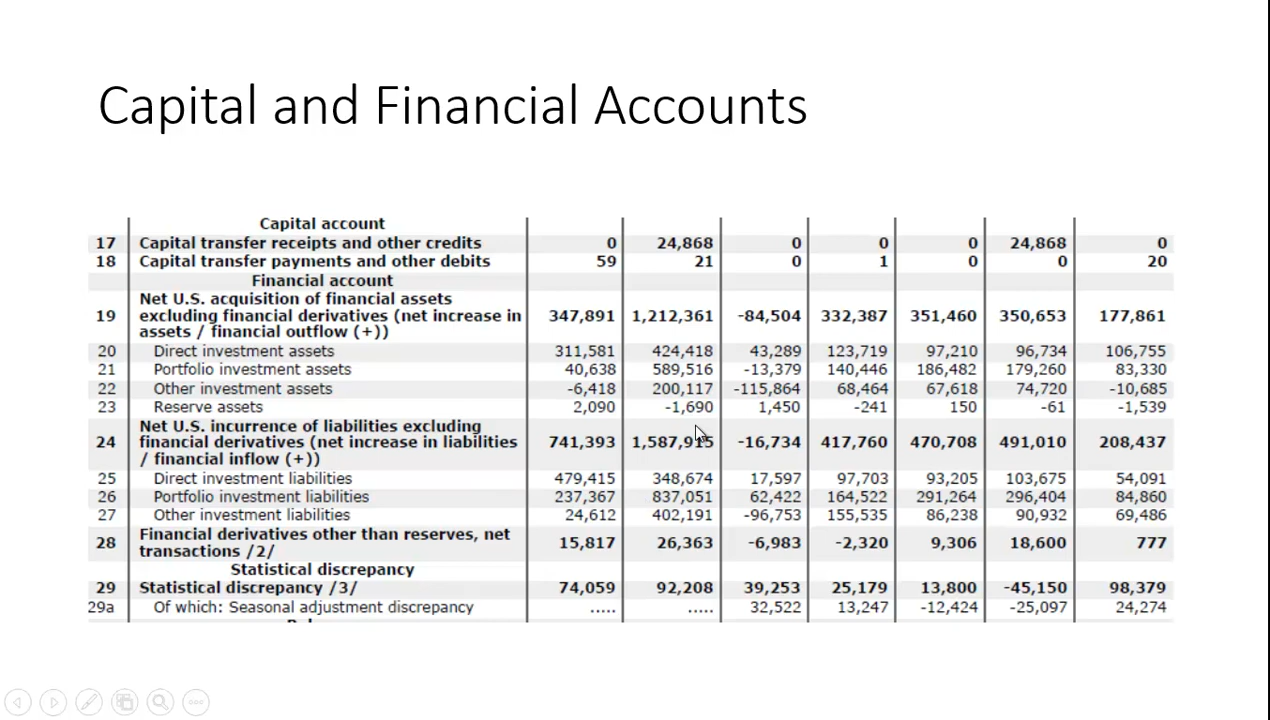 Capital and Financial Accounts
Capital account
17 Capital transfer receipts and other credits 0 24,868 0 0 0 24,868 0
18 Capital transfer payments and other debits 59 21 0 1 0 0 20
Financial account
Net U.S. acquisition of financial assets
19 excluding financial derivatives (net increase in 347,891 1,212,361 -84,504 332,387 351,460 350,653 177,861
assets / financial outflow (+))
20 Direct investment assets 311,581 424,418 43,289 123,719 97,210 96,734 106,755
21 Portfolio investment assets 40,638 589,516 -13,379 140,446 186,482 179,260 83,330
22 Other investment assets -6,418 200,117 -115,864 68,464 67,618 74,720 -10,685
23 Reserve assets 2,090 -1,690 1,450 -241 150 -61 -1,539
Net U.S. incurrence of liabilities excluding
24 financial derivatives (net increase in liabilities 741,393 1,587,915 -16,734 417,760 470,708 491,010 208,437
/ financial inflow (+))
25 Direct investment liabilities 479,415 348,674 17,597 97,703 93,205 103,675 54,091
26 Portfolio investment liabilities 237,367 837,051 62,422 164,522 291,264 296,404 84,860
27 Other investment liabilities 24,612 402,191 -96,753 155,535 86,238 90,932 69,486
Financial derivatives other than reserves, net
28 transactions /2/ 15,817 26,363 -6,983 -2,320 9,306 18,600 777
Statistical discrepancy
29 Statistical discrepancy /3/ 74,059 92,208 39,253 25,179 13,800 -45,150 98,379
29a Of which: Seasonal adjustment discrepancy ..... ..... 32,522 13,247 -12,424 -25,097 24,274